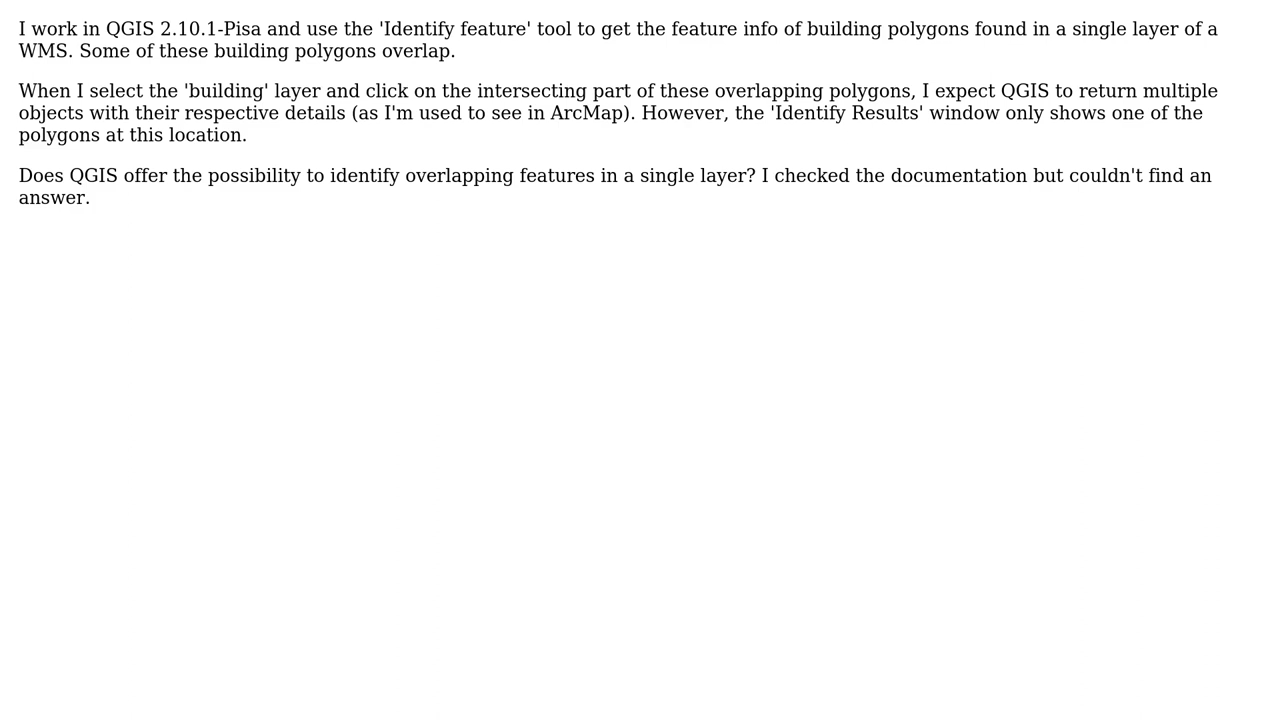 I work in QGIS 2.10.1-Pisa and use the 'Identify feature' tool to get the feature info of building polygons found in a single layer of a
WMS. Some of these building polygons overlap.
When I select the 'building' layer and click on the intersecting part of these overlapping polygons, I expect QGIS to return multiple
objects with their respective details (as I'm used to see in ArcMap). However, the 'Identify Results' window only shows one of the
polygons at this location.
Does QGIS offer the possibility to identify overlapping features in a single layer? I checked the documentation but couldn't find an
answer.